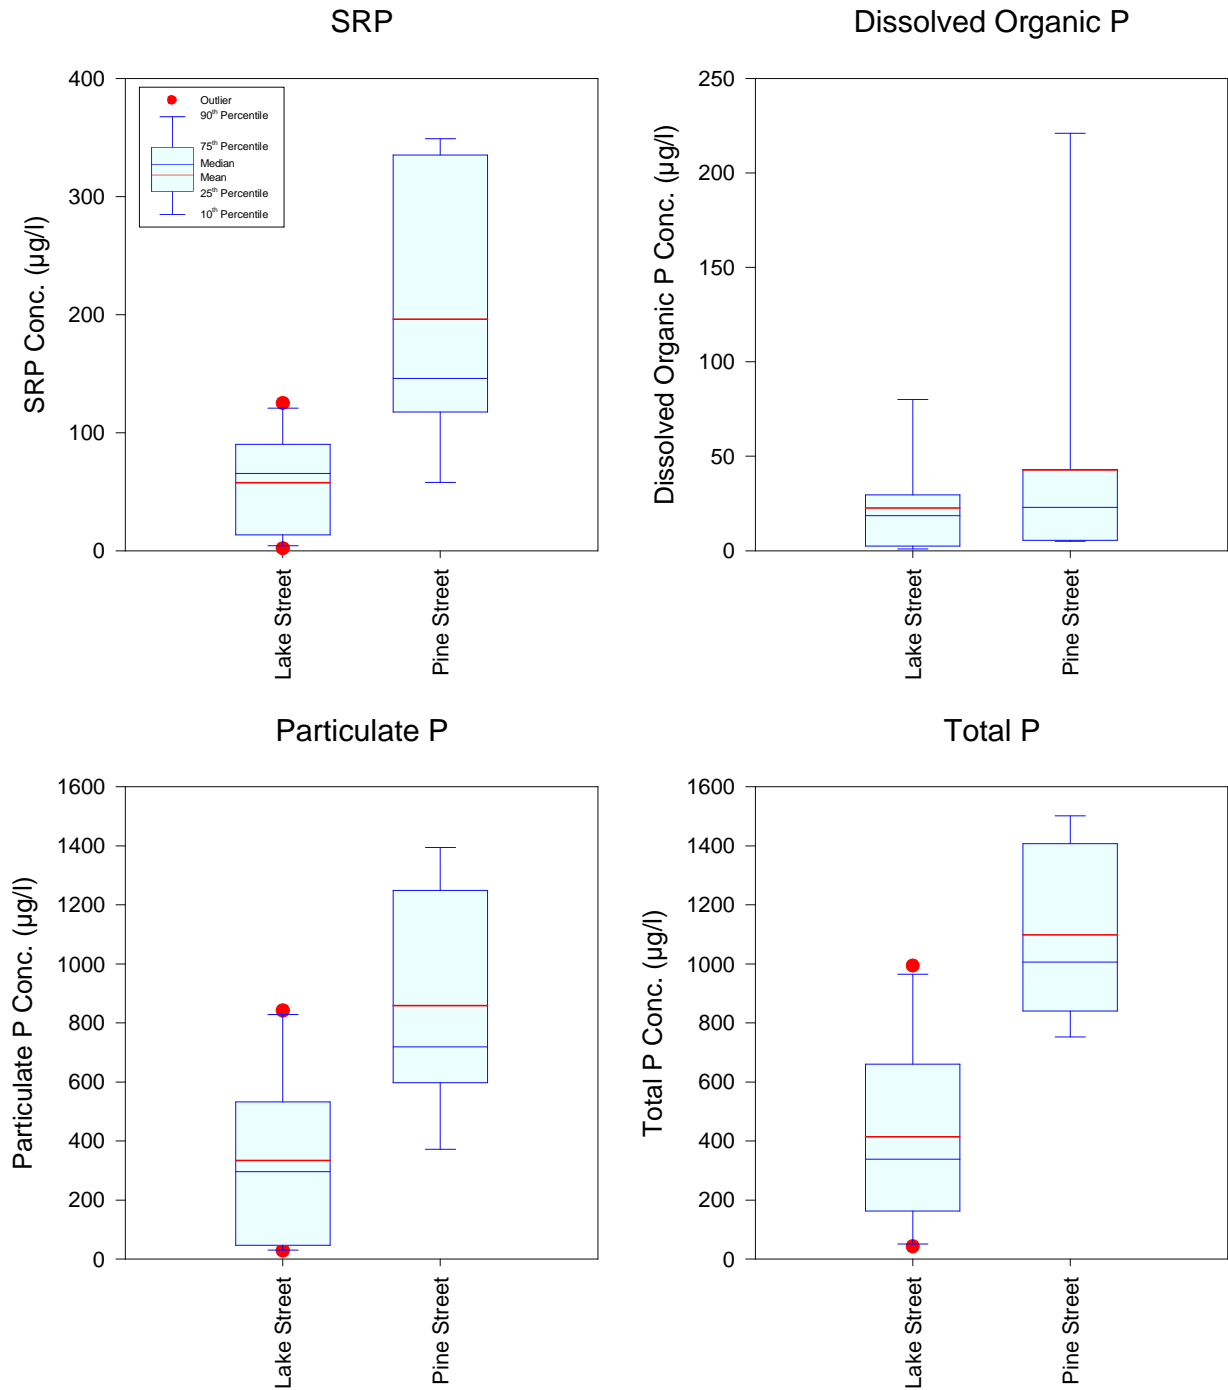 SRP
SRP Conc. (µg/l)
400
300
200
100
0
Outlier
90th Percentile
75th Percentile
Median
Mean
25th Percentile
10th Percentile
Lake Street
Pine Street
Dissolved Organic P
Dissolved Organic P Conc. (µg/l)
250
200
150
100
50
0
Lake Street
Pine Street
Particulate P
Particulate P Conc. (µg/l)
1600
1400
1200
1000
800
600
400
200
0
Lake Street
Pine Street
Total P
Total P Conc. (µg/l)
1600
1400
1200
1000
800
600
400
200
0
Lake Street
Pine Street